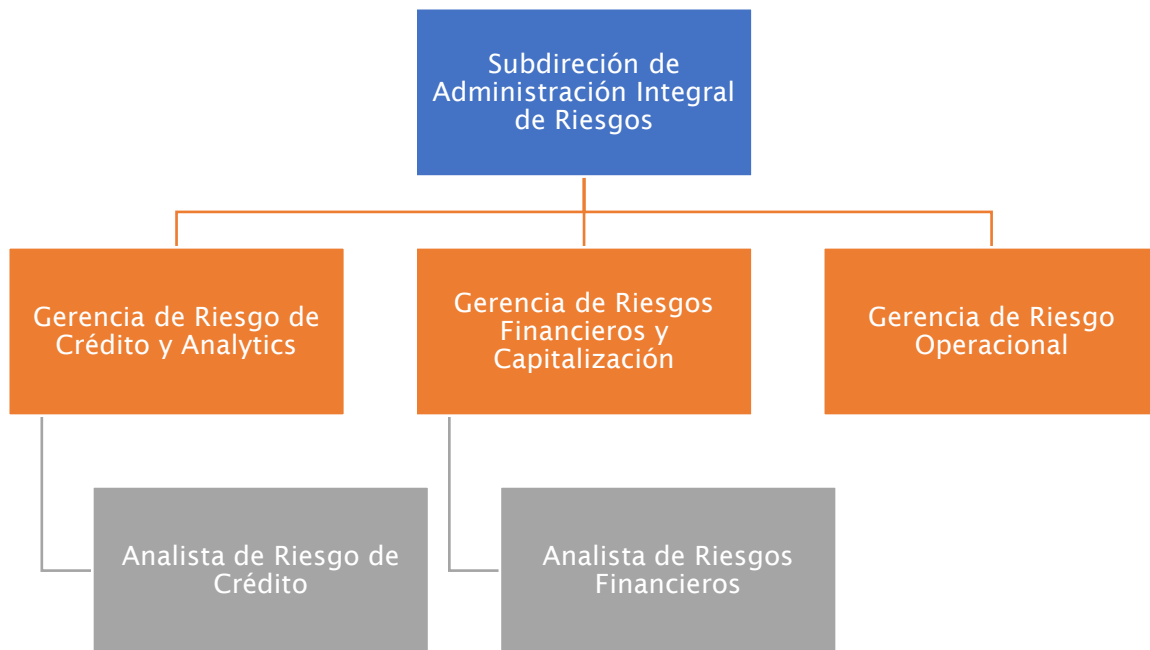 Subdireción de
Administración Integral
de Riesgos
Gerencia de Riesgo de
Crédito y Analytics
Gerencia de Riesgos
Financieros y
Capitalización
Gerencia de Riesgo
Operacional
Analista de Riesgo de
Crédito
Analista de Riesgos
Financieros